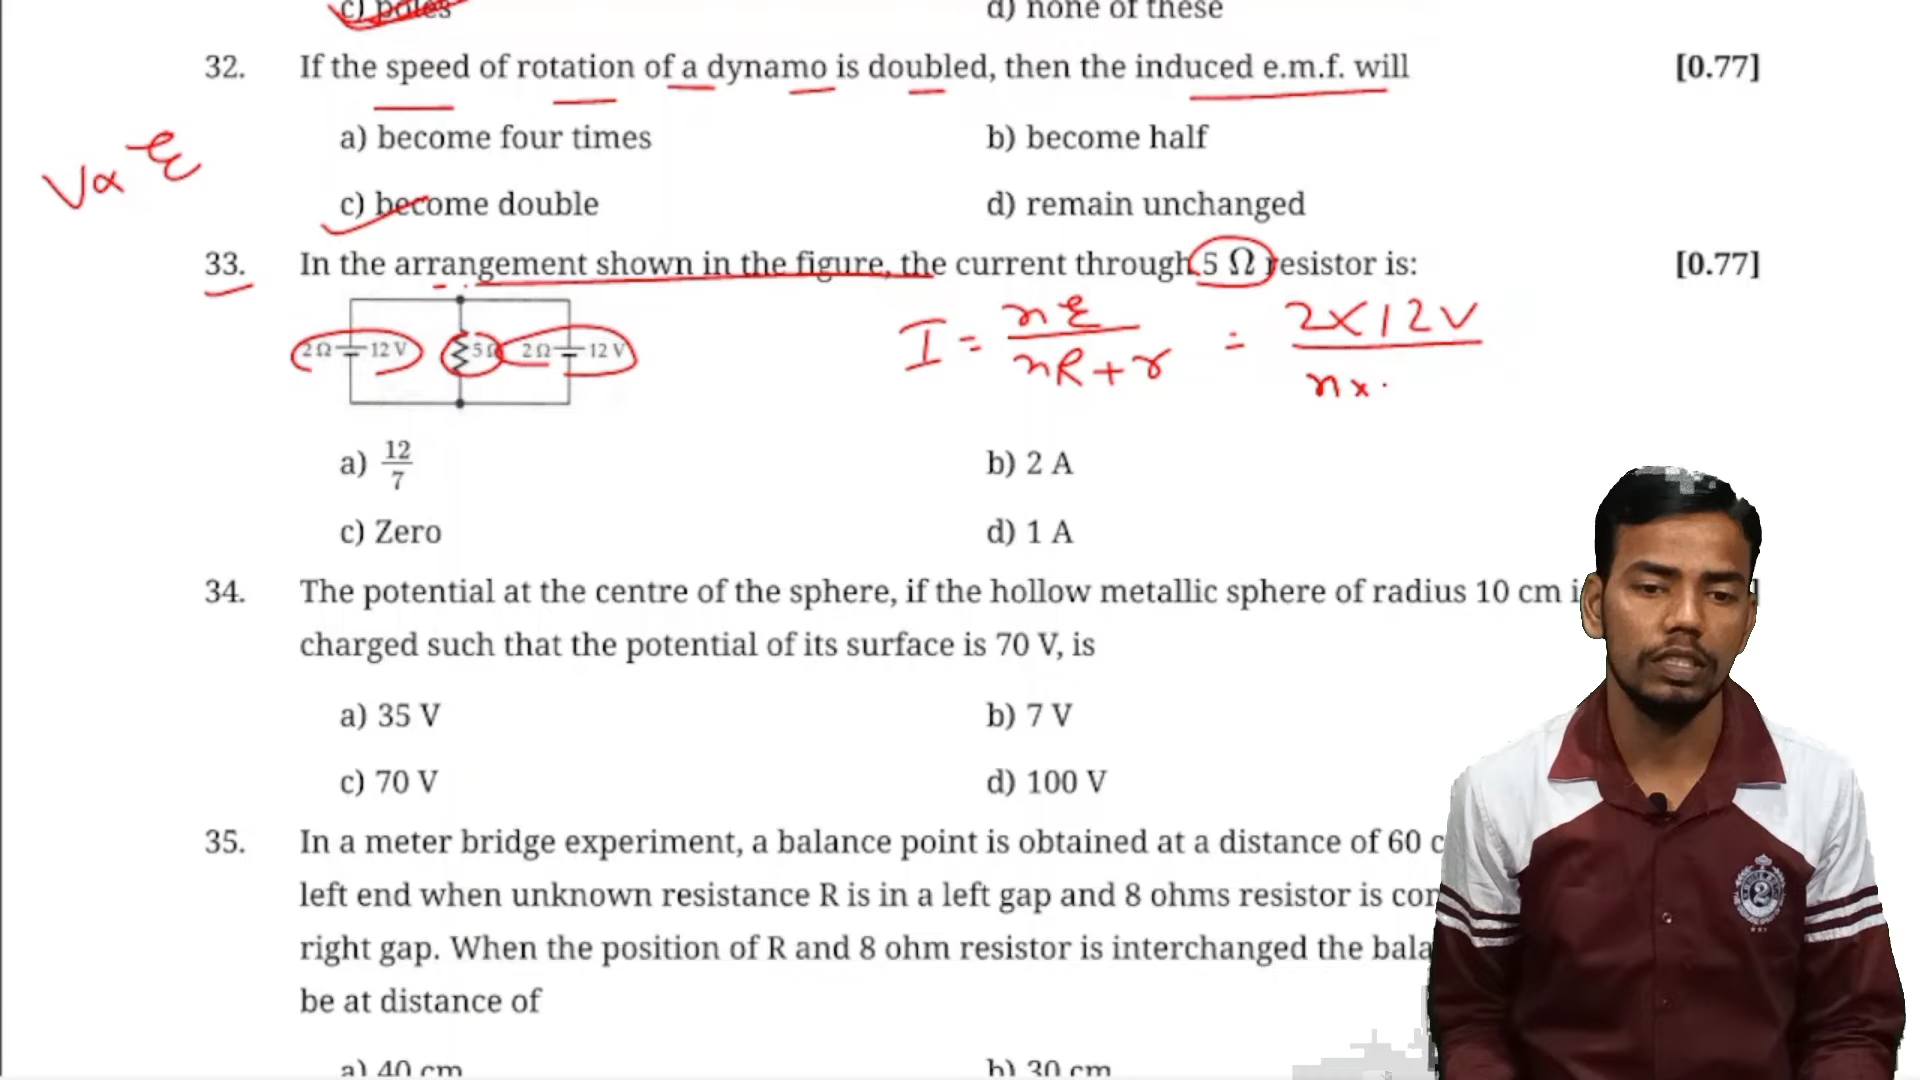 c) poles
d) none of these
32. If the speed of rotation of a dynamo is doubled, then the induced e.m.f. will [0.77]
V∝ ξ
a) become four times
b) become half
c) become double
d) remain unchanged
33. In the arrangement shown in the figure, the current through 5 Ω resistor is: [0.77]
2 Ω 12 V 5 Ω 2 Ω 12 V
I = nξ / nR + r = 2×12V / n×.
a) 12/7
b) 2 A
c) Zero
d) 1 A
34. The potential at the centre of the sphere, if the hollow metallic sphere of radius 10 cm
charged such that the potential of its surface is 70 V, is
a) 35 V
b) 7 V
c) 70 V
d) 100 V
35. In a meter bridge experiment, a balance point is obtained at a distance of 60
left end when unknown resistance R is in a left gap and 8 ohms resistor is
right gap. When the position of R and 8 ohm resistor is interchanged the
be at distance of
a) 40 cm
b) 30 cm
2